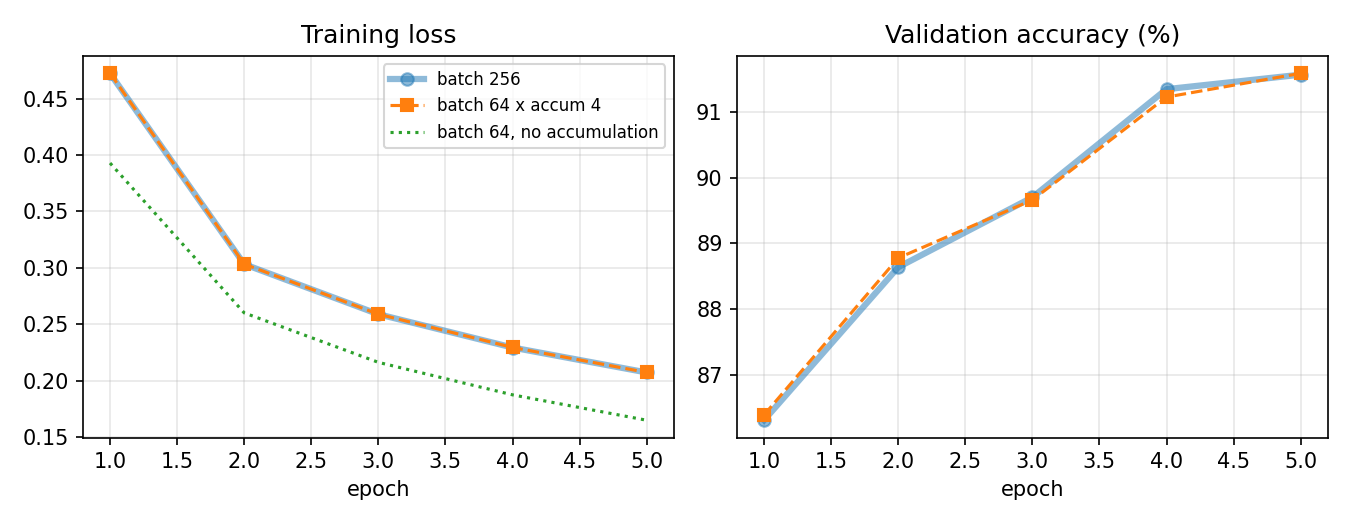 Training loss
batch 256
batch 64 x accum 4
batch 64, no accumulation
0.45
0.40
0.35
0.30
0.25
0.20
0.15
1.0 1.5 2.0 2.5 3.0 3.5 4.0 4.5 5.0
epoch
Validation accuracy (%)
91
90
89
88
87
1.0 1.5 2.0 2.5 3.0 3.5 4.0 4.5 5.0
epoch